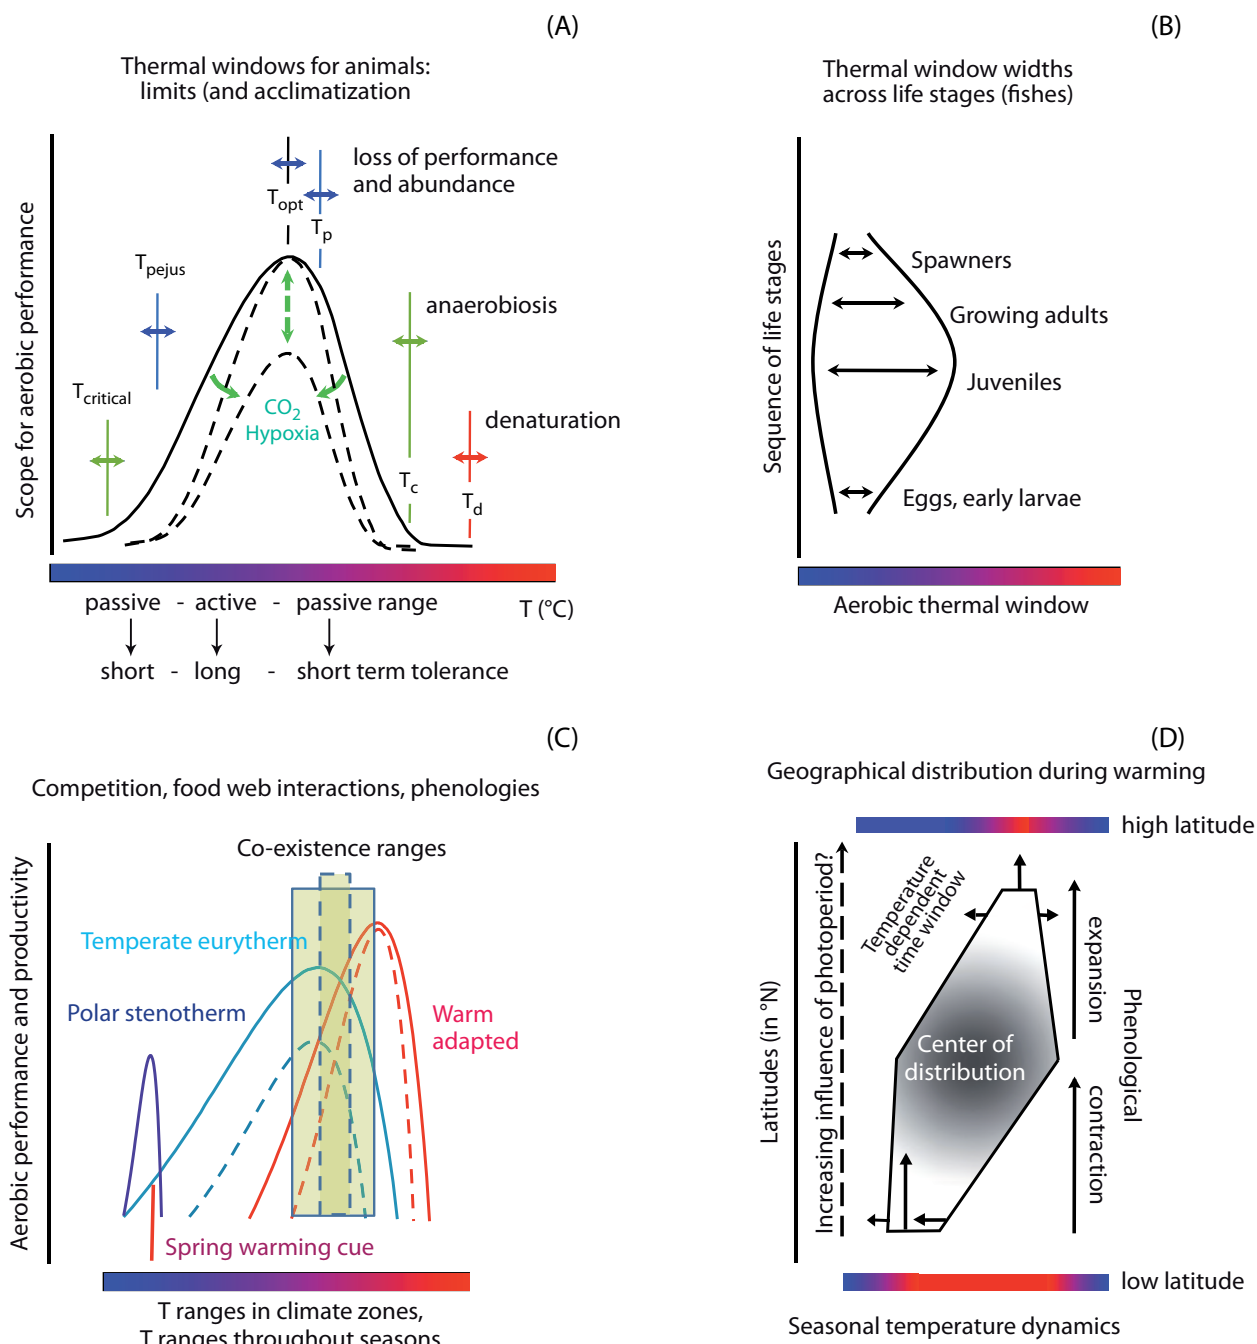 (A)
Thermal windows for animals:
limits (and acclimatization
Scope for aerobic performance
loss of performance
and abundance
Topt
Tp
Tpejus
anaerobiosis
Tcritical
CO2
Hypoxia
denaturation
Tc
Td
passive - active - passive range
T (°C)
short - long - short term tolerance
(B)
Thermal window widths
across life stages (fishes)
Sequence of life stages
Spawners
Growing adults
Juveniles
Eggs, early larvae
Aerobic thermal window
(C)
Competition, food web interactions, phenologies
Aerobic performance and productivity
Co-existence ranges
Temperate eurytherm
Polar stenotherm
Warm
adapted
Spring warming cue
T ranges in climate zones,
T ranges throughout seasons
(D)
Geographical distribution during warming
high latitude
Latitudes (in °N)
Increasing influence of photoperiod?
Temperature
dependent
time window
Center of
distribution
expansion
contraction
Phenological
low latitude
Seasonal temperature dynamics